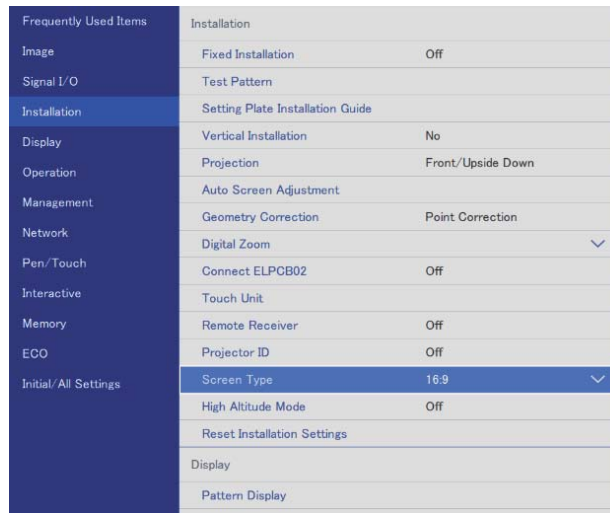 Frequently Used Items
Image
Signal I/O
Installation
Display
Operation
Management
Network
Pen/Touch
Interactive
Memory
ECO
Initial/All Settings
Installation
Fixed Installation Off
Test Pattern
Setting Plate Installation Guide
Vertical Installation No
Projection Front/Upside Down
Auto Screen Adjustment
Geometry Correction Point Correction
Digital Zoom
Connect ELPCB02 Off
Touch Unit
Remote Receiver Off
Projector ID Off
Screen Type 16:9
High Altitude Mode Off
Reset Installation Settings
Display
Pattern Display